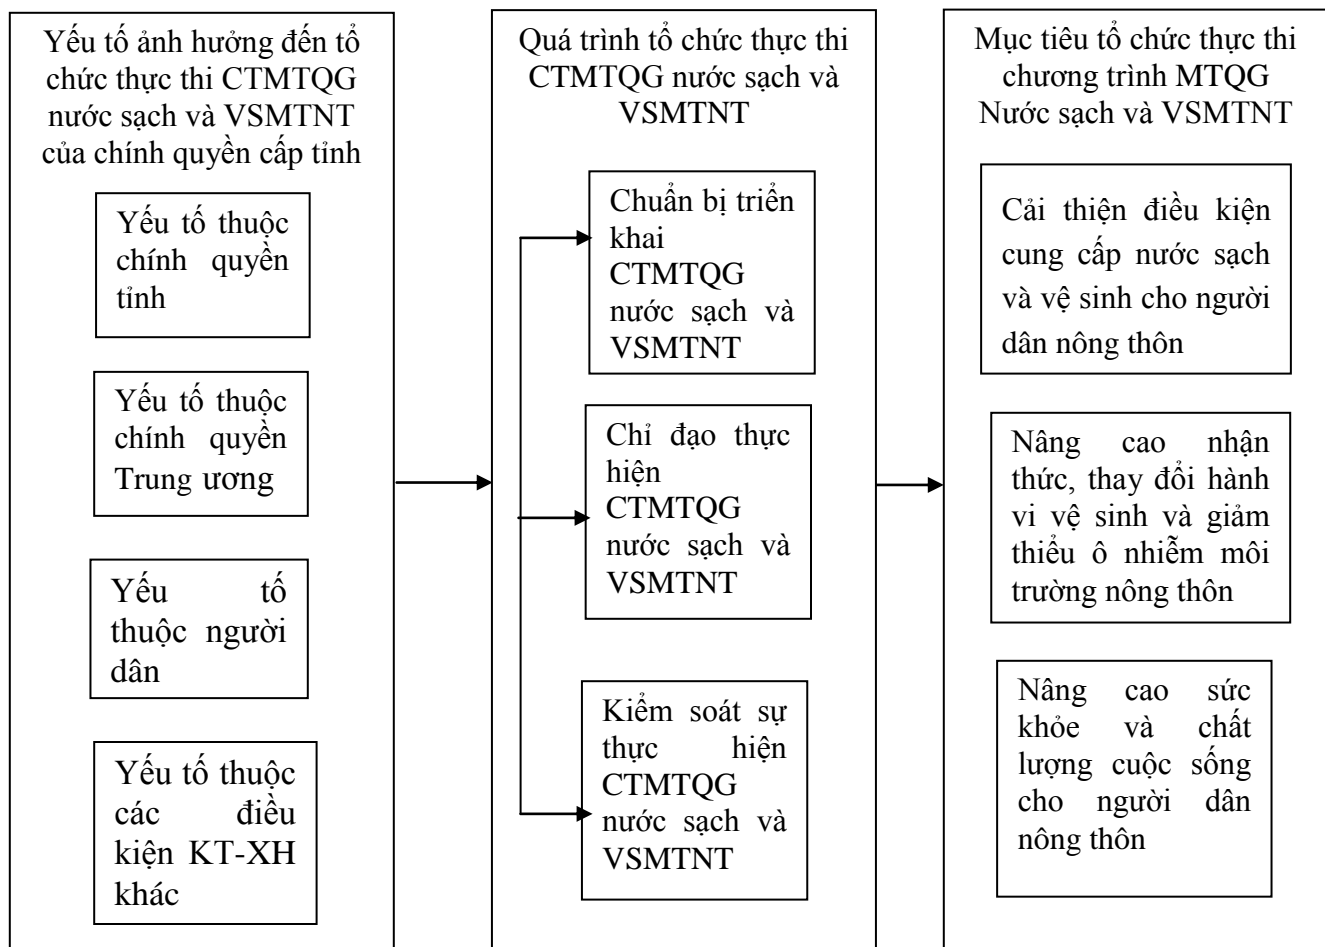 Yếu tố ảnh hưởng đến tổ
chức thực thi CTMTQG
nước sạch và VSMTNT
của chính quyền cấp tỉnh
Yếu tố thuộc
chính quyền
tỉnh
Yếu tố thuộc
chính quyền
Trung ương
Yếu tố
thuộc người
dân
Yếu tố thuộc
các điều
kiện KT-XH
khác
Quá trình tổ chức thực thi
CTMTQG nước sạch và
VSMTNT
Chuẩn bị triển
khai
CTMTQG
nước sạch và
VSMTNT
Chỉ đạo thực
hiện
CTMTQG
nước sạch và
VSMTNT
Kiểm soát sự
thực hiện
CTMTQG
nước sạch và
VSMTNT
Mục tiêu tổ chức thực thi
chương trình MTQG
Nước sạch và VSMTNT
Cải thiện điều kiện
cung cấp nước sạch
và vệ sinh cho người
dân nông thôn
Nâng cao nhận
thức, thay đổi hành
vi vệ sinh và giảm
thiểu ô nhiễm môi
trường nông thôn
Nâng cao sức
khỏe và chất
lượng cuộc sống
cho người dân
nông thôn